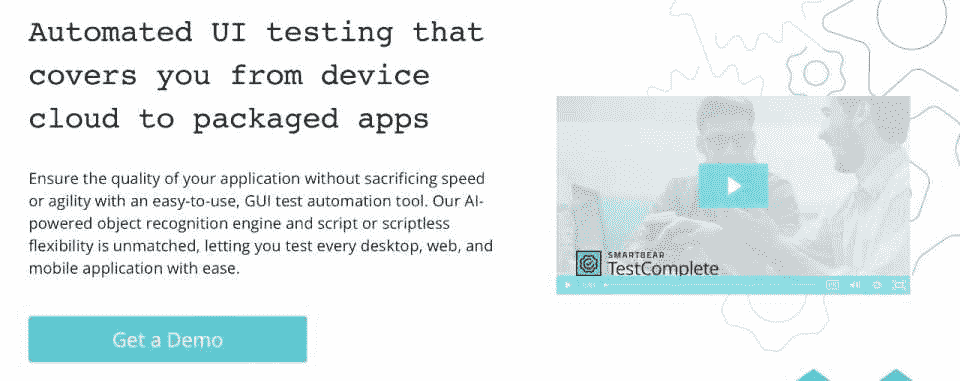 Automated UI testing that
covers you from device
cloud to packaged apps
Ensure the quality of your application without sacrificing speed
or agility with an easy-to-use, GUI test automation tool. Our AI-
powered object recognition engine and script or scriptless
flexibility is unmatched, letting you test every desktop, web, and
mobile application with ease.
SMARTBEAR
TestComplete
Get a Demo